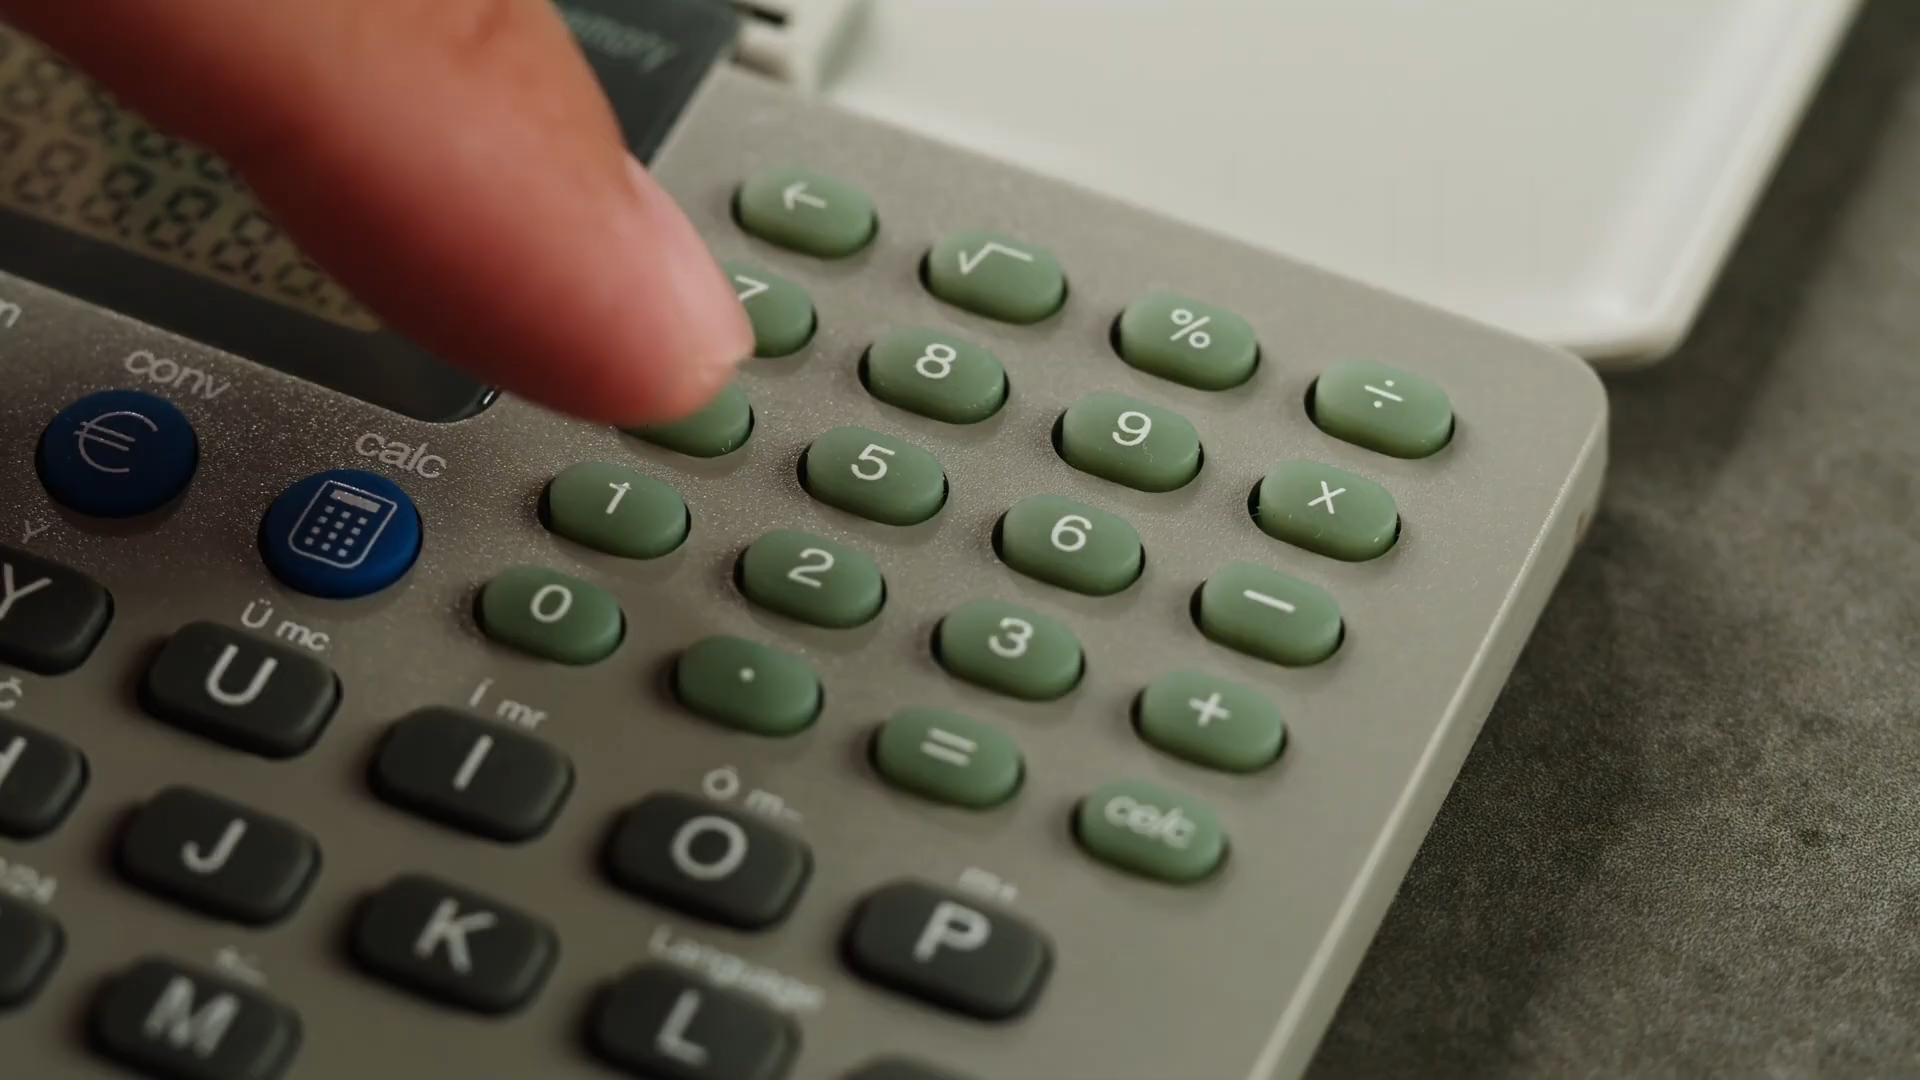 ← √ % ÷
7 8 9 x
5 6 −
1 2 3 +
0 . = ce/c
conv
€
calc
Y
Y
Ü mc
U
Í mr
I
Ö m−
O
P
J
K
Language
L
M